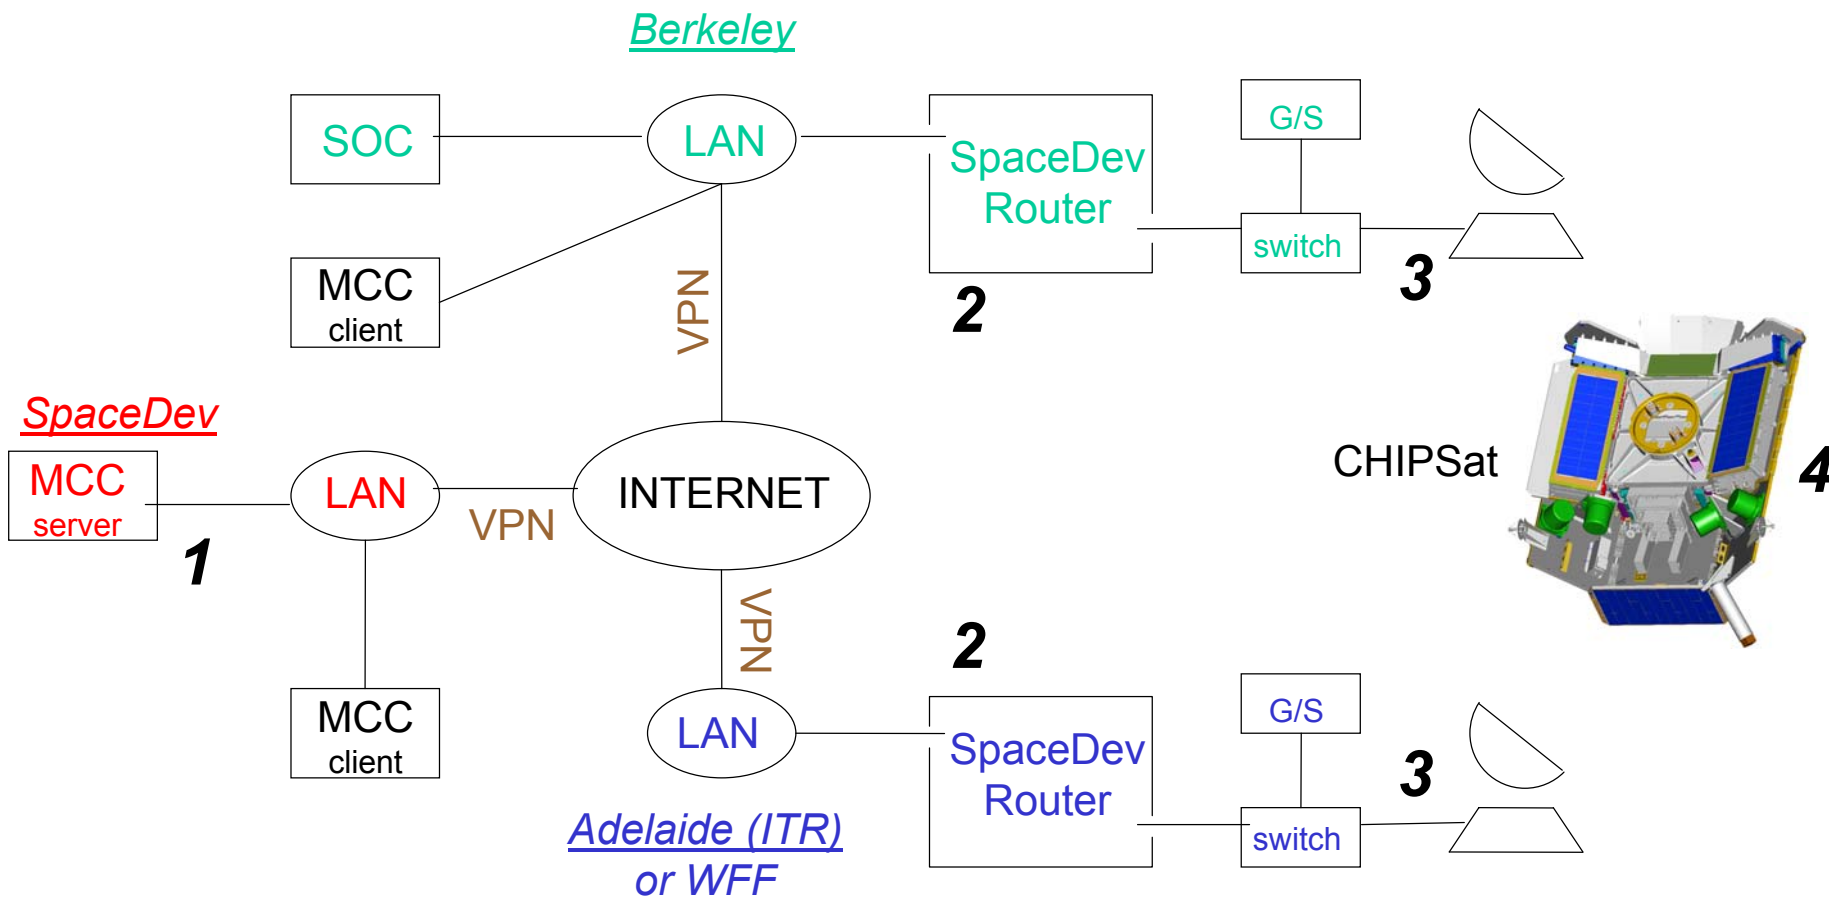 Berkeley
SOC
LAN
SpaceDev
Router
G/S
switch
3
MCC
client
VPN
2
SpaceDev
MCC
server
1
LAN
VPN
INTERNET
CHIPSat
4
VPN
MCC
client
LAN
2
SpaceDev
Router
G/S
switch
3
Adelaide (ITR)
or WFF